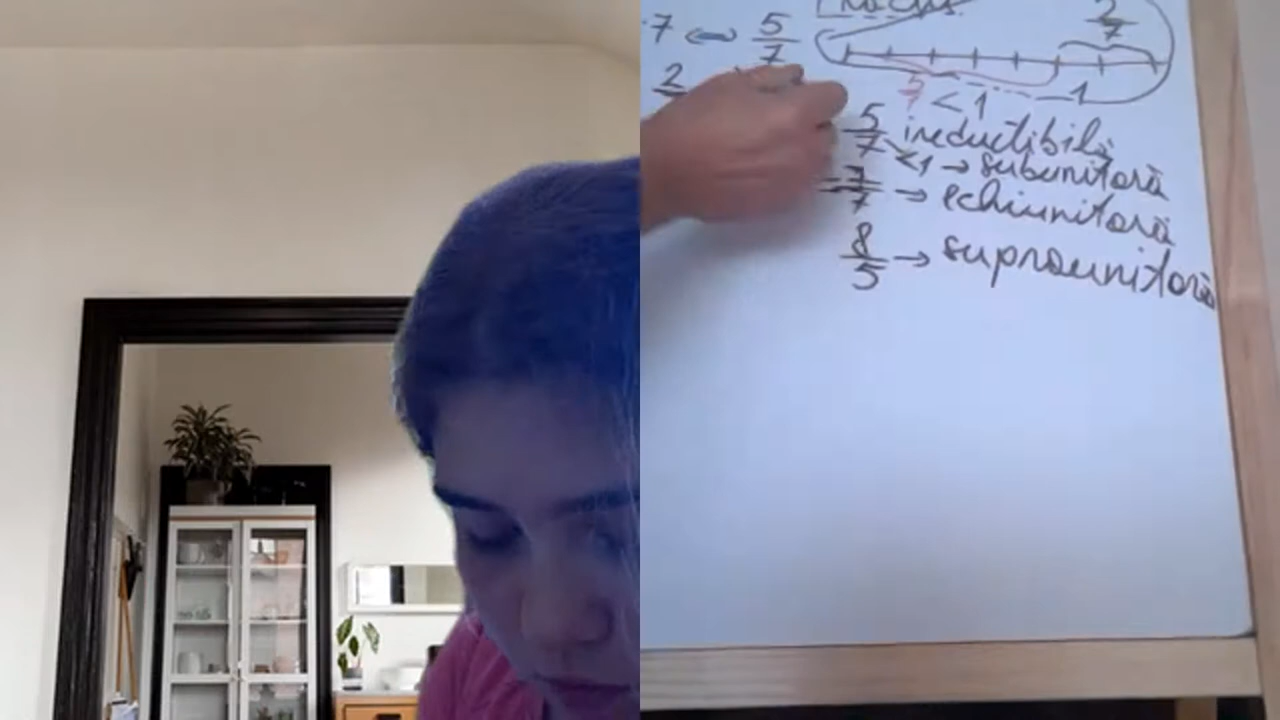 7 ↔ 5/7
2/7
2
5/7 < 1
1
5/7 ireductibilă
<1 → subunitară
7/7 → echiunitară
8/5 → supraunitară